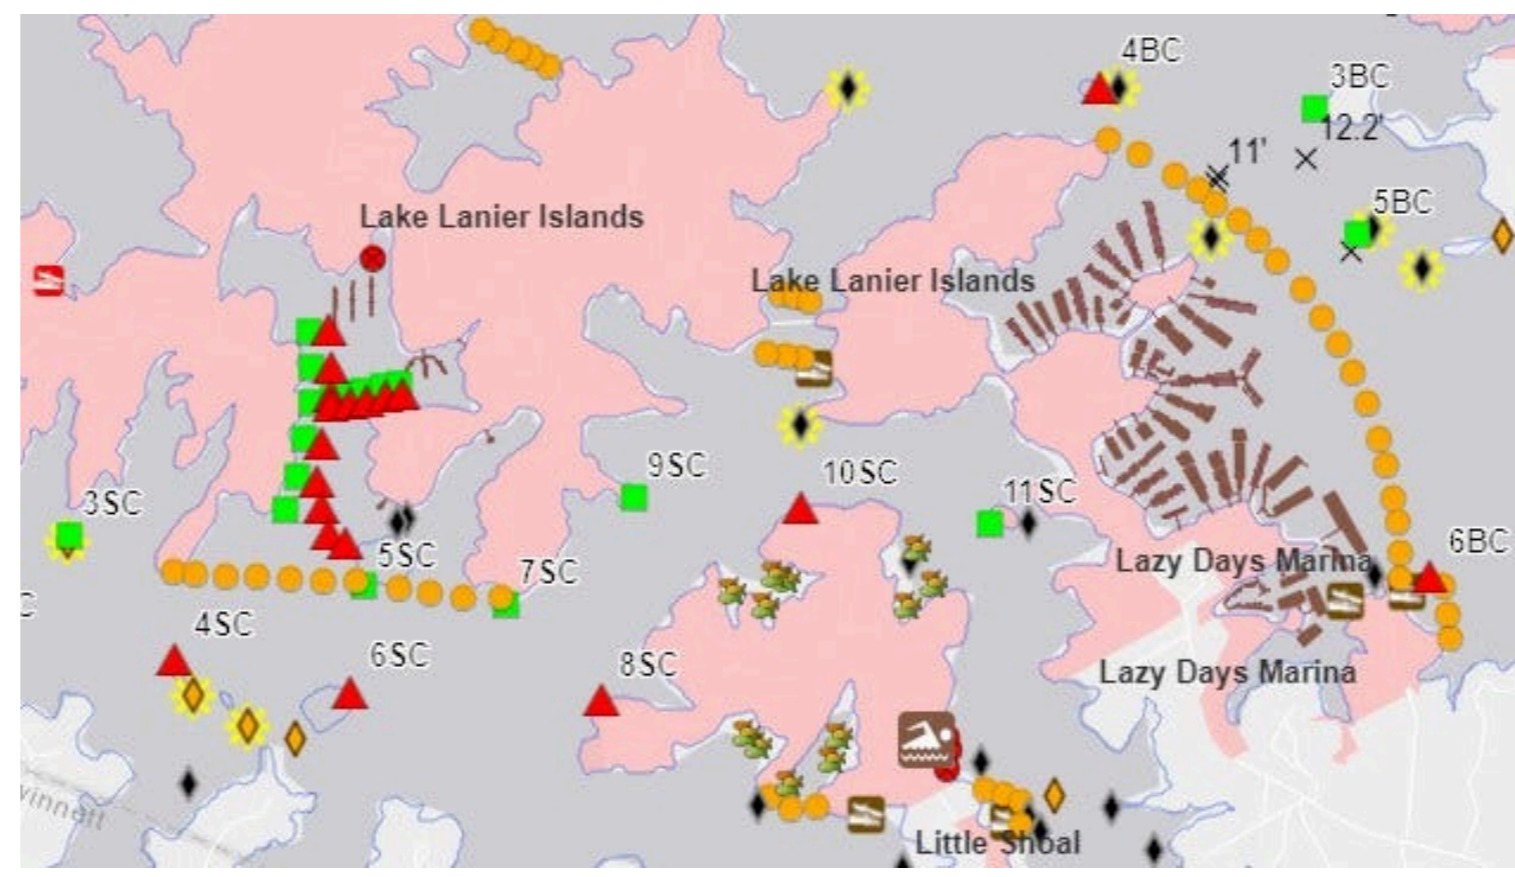 4BC
3BC
12.2'
11'
5BC
Lake Lanier Islands
Lake Lanier Islands
9SC
10SC
11SC
3SC
5SC
7SC
6BC
Lazy Days Marina
4SC
6SC
8SC
Lazy Days Marina
Little Shoal